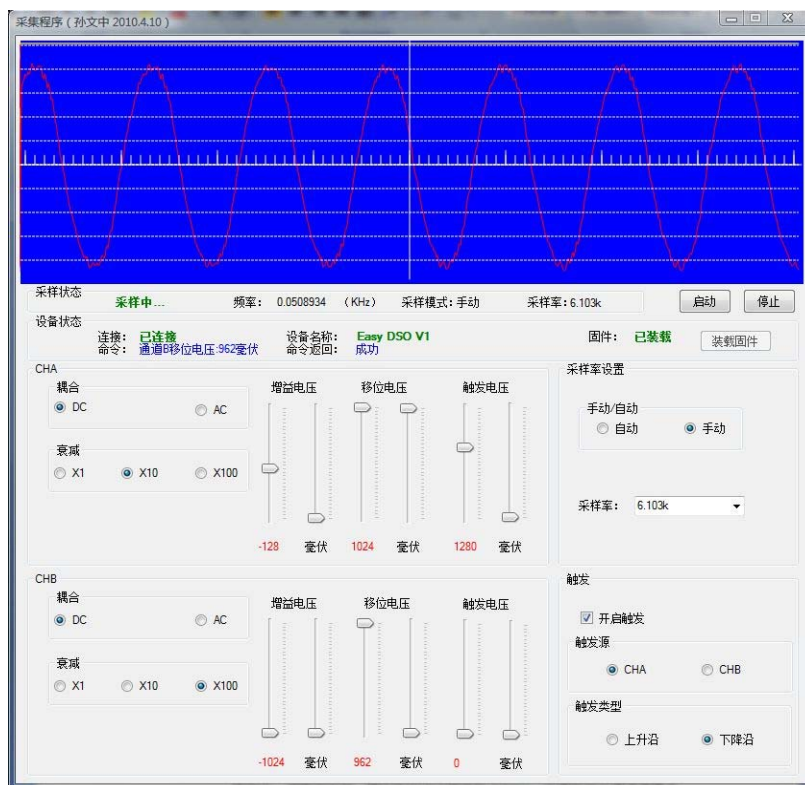 采集程序 ( 孙文中 2010.4.10 )
采样状态
采样中... 频率: 0.0508934 (KHz) 采样模式:手动 采样率:6.103k 启动 停止
设备状态
连接: 已连接 设备名称: Easy DSO V1 固件: 已装载 装载固件
命令: 通道B移位电压:962毫伏 命令返回: 成功
CHA
耦合 增益电压 移位电压 触发电压
DC AC
衰减
X1 X10 X100
-128 毫伏 1024 毫伏 1280 毫伏
采样率设置
手动/自动
自动 手动
采样率: 6.103k
CHB
耦合 增益电压 移位电压 触发电压
DC AC
衰减
X1 X10 X100
-1024 毫伏 962 毫伏 0 毫伏
触发
开启触发
触发源
CHA CHB
触发类型
上升沿 下降沿